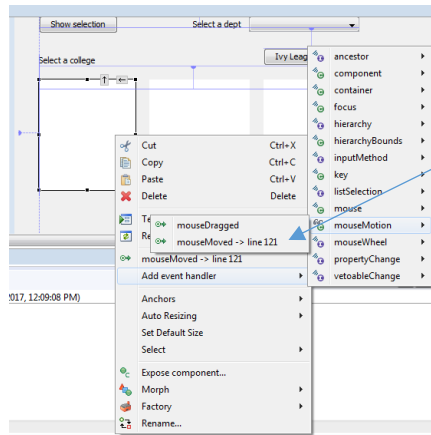 Show selection
Select a dept
Select a college
Ivy Leag
ancestor
component
container
focus
hierarchy
hierarchyBounds
inputMethod
key
listSelection
mouse
mouseMotion
mouseWheel
propertyChange
vetoableChange
Cut Ctrl+X
Copy Ctrl+C
Paste Ctrl+V
Delete Delete
Te
Re
mouseDragged
mouseMoved -> line 121
mouseMoved -> line 121
Add event handler
2017, 12:09:08 PM)
Anchors
Auto Resizing
Set Default Size
Select
Expose component...
Morph
Factory
Rename...